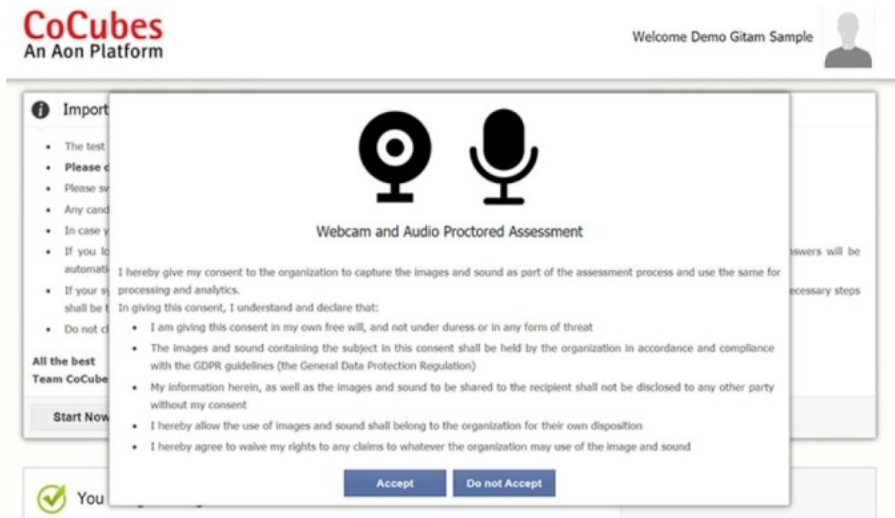 CoCubes
An Aon Platform
Welcome Demo Gitam Sample
Import
The test
Please
Please
Any cand
In case y
If you
answers will be
automati
If your
necessary steps
shall be
Do not
All the best
Team CoCube
Start Now
Webcam and Audio Proctored Assessment
I hereby give my consent to the organization to capture the images and sound as part of the assessment process and use the same for
processing and analytics.
In giving this consent, I understand and declare that:
I am giving this consent in my own free will, and not under duress or in any form of threat
The images and sound containing the subject in this consent shall be held by the organization in accordance and compliance
with the GDPR guidelines (the General Data Protection Regulation)
My information herein, as well as the images and sound to be shared to the recipient shall not be disclosed to any other party
without my consent
I hereby allow the use of images and sound shall belong to the organization for their own disposition
I hereby agree to waive my rights to any claims to whatever the organization may use of the image and sound
Accept
Do not Accept
You